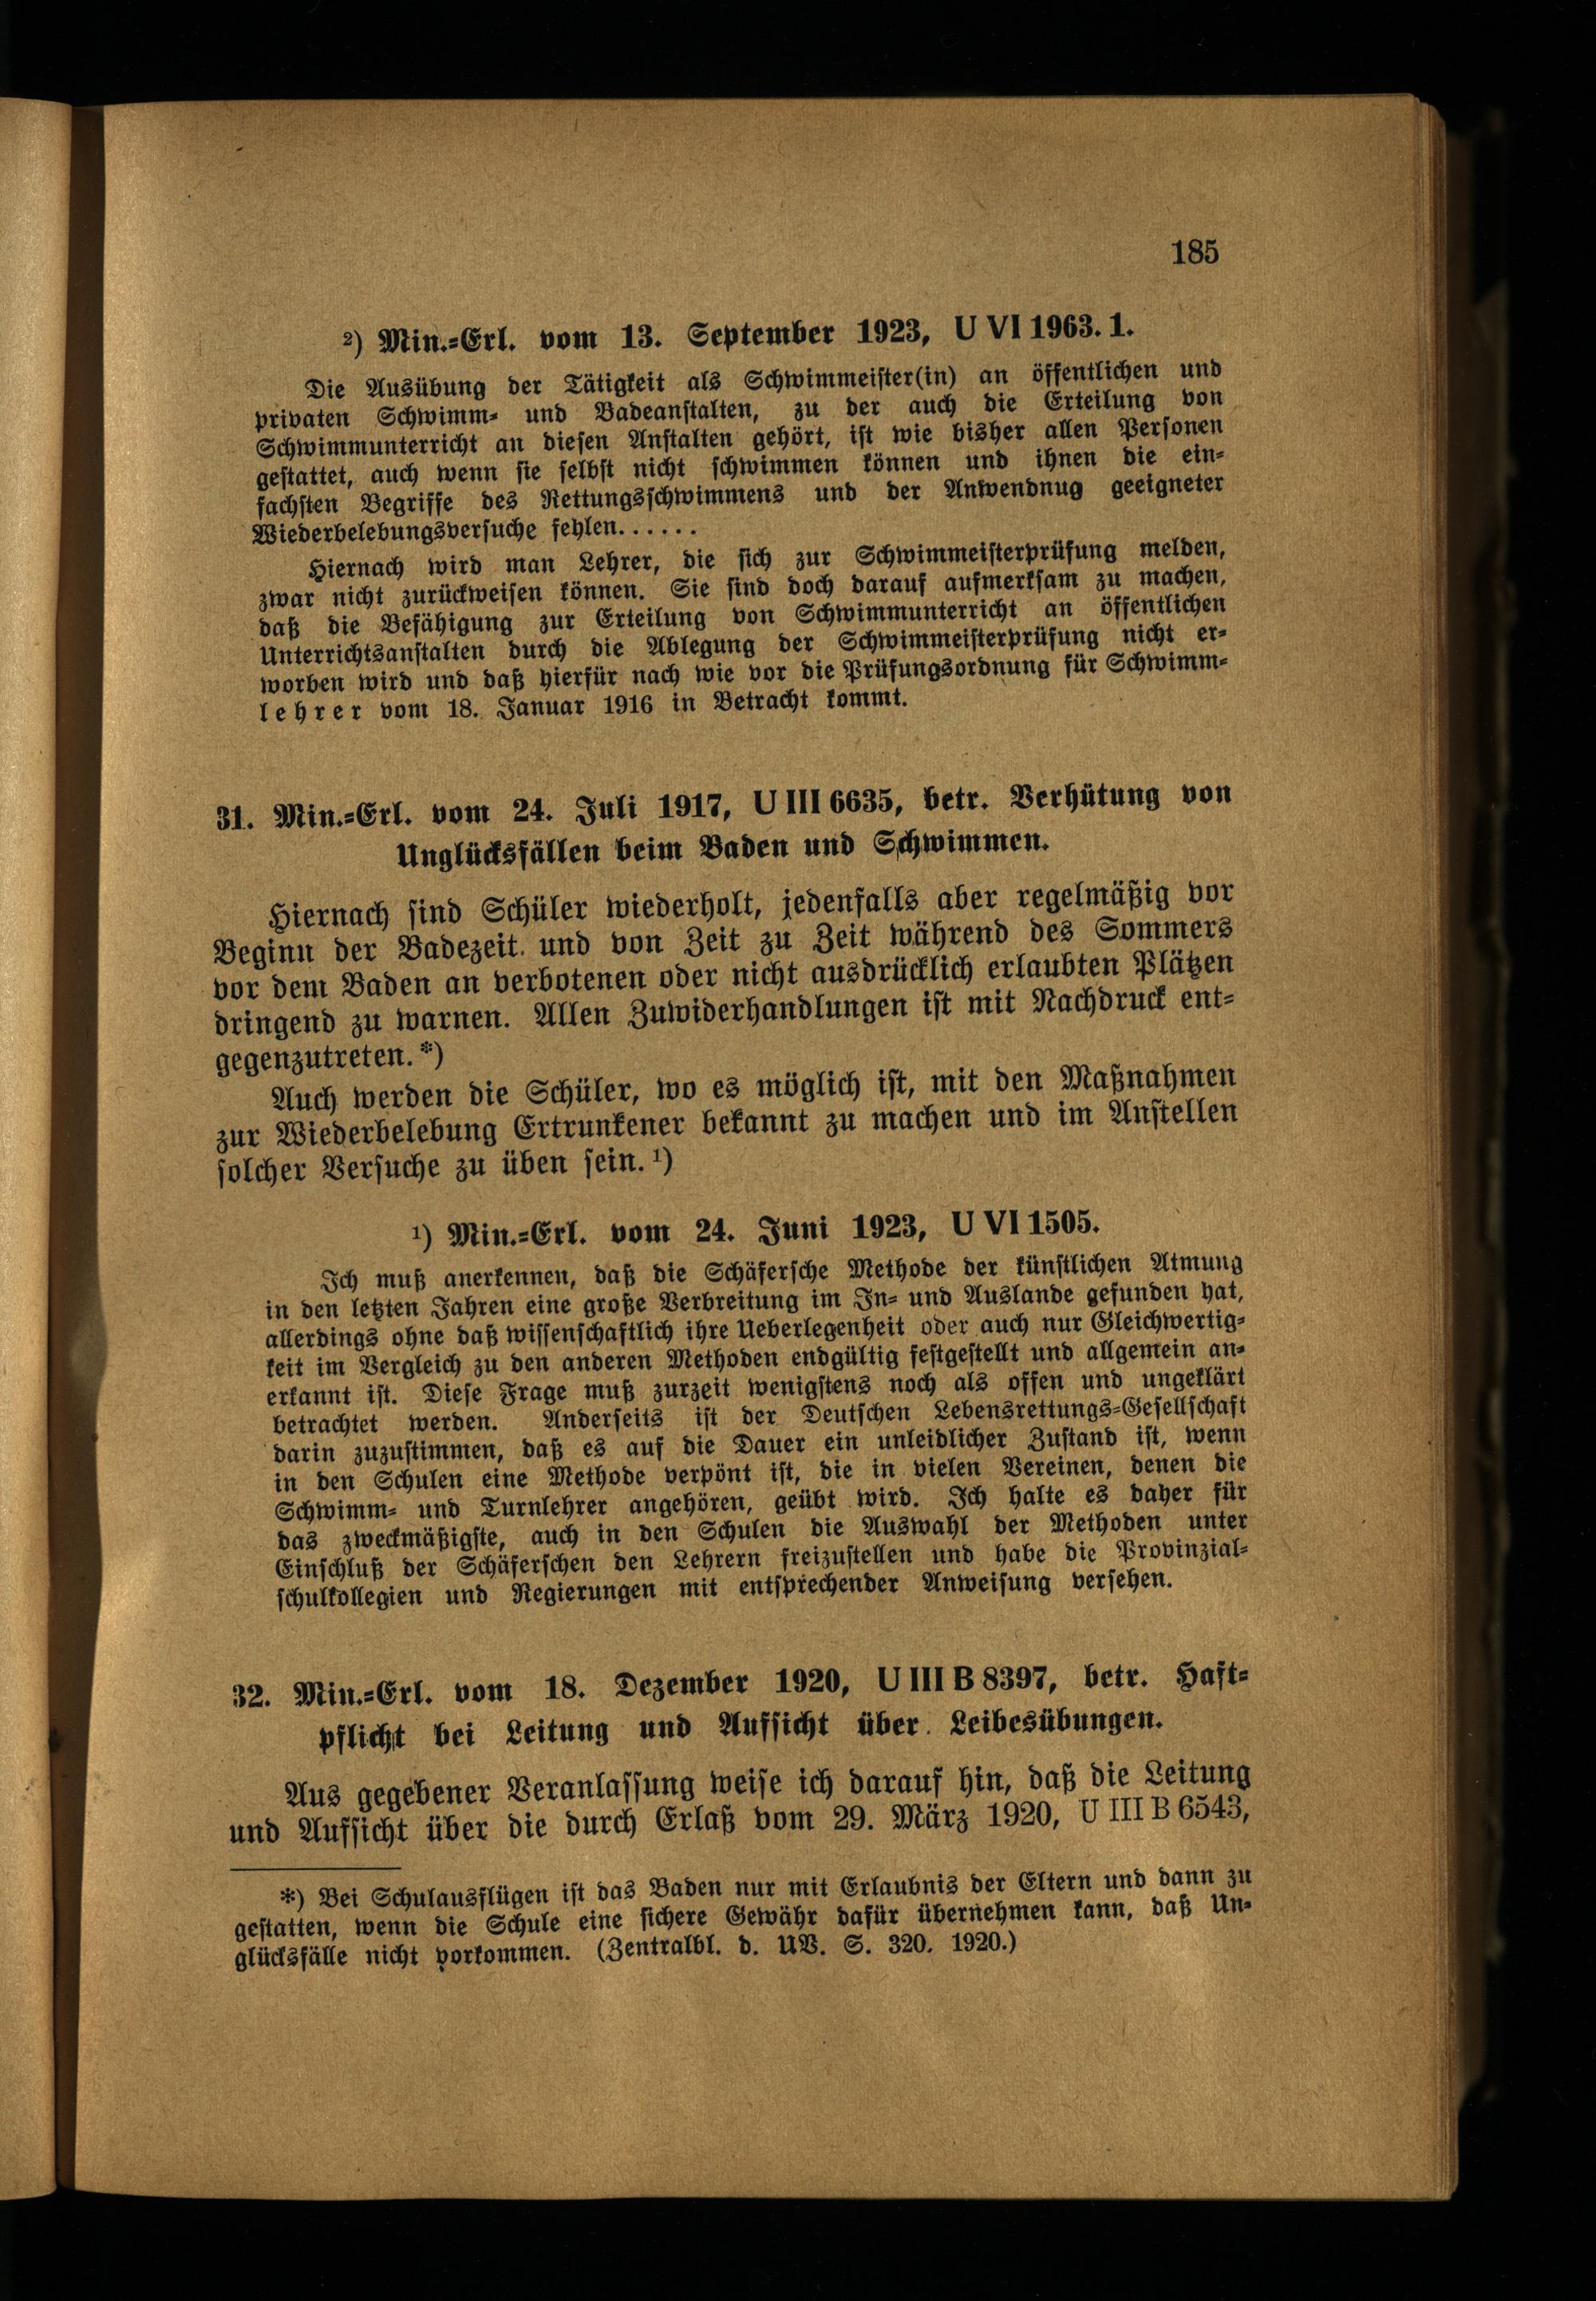 185
²) Min.=Erl. vom 13. September 1923, U VI 1963. 1.
Die Ausübung der Tätigkeit als Schwimmeister(in) an öffentlichen und
privaten Schwimm= und Badeanstalten, zu der auch die Erteilung von
Schwimmunterricht an diesen Anstalten gehört, ist wie bisher allen Personen
gestattet, auch wenn sie selbst nicht schwimmen können und ihnen die ein=
fachsten Begriffe des Rettungsschwimmens und der Anwendnug geeigneter
Wiederbelebungsversuche fehlen......
Hiernach wird man Lehrer, die sich zur Schwimmeisterprüfung melden,
zwar nicht zurückweisen können. Sie sind doch darauf aufmerksam zu machen,
daß die Befähigung zur Erteilung von Schwimmunterricht an öffentlichen
Unterrichtsanstalten durch die Ablegung der Schwimmeisterprüfung nicht er=
worben wird und daß hierfür nach wie vor die Prüfungsordnung für Schwimm=
lehrer vom 18. Januar 1916 in Betracht kommt.
31. Min.=Erl. vom 24. Juli 1917, U III 6635, betr. Verhütung von
Unglücksfällen beim Baden und Schwimmen.
Hiernach sind Schüler wiederholt, jedenfalls aber regelmäßig vor
Beginn der Badezeit und von Zeit zu Zeit während des Sommers
vor dem Baden an verbotenen oder nicht ausdrücklich erlaubten Plätzen
dringend zu warnen. Allen Zuwiderhandlungen ist mit Nachdruck ent=
gegenzutreten. *)
Auch werden die Schüler, wo es möglich ist, mit den Maßnahmen
zur Wiederbelebung Ertrunkener bekannt zu machen und im Anstellen
solcher Versuche zu üben sein. ¹)
¹) Min.=Erl. vom 24. Juni 1923, U VI 1505.
Ich muß anerkennen, daß die Schäfersche Methode der künstlichen Atmung
in den letzten Jahren eine große Verbreitung im In= und Auslande gefunden hat,
allerdings ohne daß wissenschaftlich ihre Ueberlegenheit oder auch nur Gleichwertig=
keit im Vergleich zu den anderen Methoden endgültig festgestellt und allgemein an=
erkannt ist. Diese Frage muß zurzeit wenigstens noch als offen und ungeklärt
betrachtet werden. Anderseits ist der Deutschen Lebensrettungs=Gesellschaft
darin zuzustimmen, daß es auf die Dauer ein unleidlicher Zustand ist, wenn
in den Schulen eine Methode verpönt ist, die in vielen Vereinen, denen die
Schwimm= und Turnlehrer angehören, geübt wird. Ich halte es daher für
das zweckmäßigste, auch in den Schulen die Auswahl der Methoden unter
Einschluß der Schäferschen den Lehrern freizustellen und habe die Provinzial=
schulkollegien und Regierungen mit entsprechender Anweisung versehen.
32. Min.=Erl. vom 18. Dezember 1920, U III B 8397, betr. Haft=
pflicht bei Leitung und Aufsicht über Leibesübungen.
Aus gegebener Veranlassung weise ich darauf hin, daß die Leitung
und Aufsicht über die durch Erlaß vom 29. März 1920, U III B 6543,
*) Bei Schulausflügen ist das Baden nur mit Erlaubnis der Eltern und dann zu
gestatten, wenn die Schule eine sichere Gewähr dafür übernehmen kann, daß Un=
glücksfälle nicht vorkommen. (Zentralbl. d. UV. S. 320. 1920.)